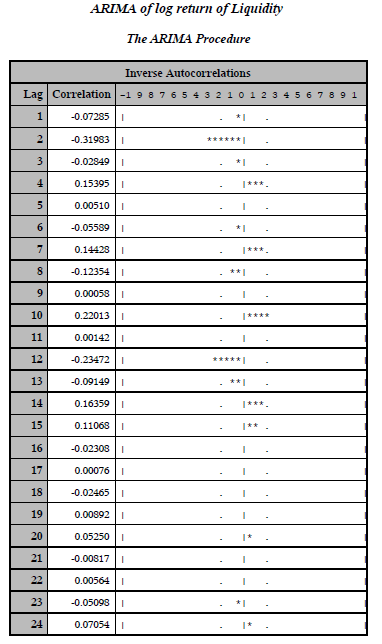 ARIMA of log return of Liquidity
The ARIMA Procedure
Inverse Autocorrelations
Lag Correlation -1 9 8 7 6 5 4 3 2 1 0 1 2 3 4 5 6 7 8 9 1
1 -0.07285 | . *| . |
2 -0.31983 | ******| . |
3 -0.02849 | . *| . |
4 0.15395 | . |***. |
5 0.00510 | . | . |
6 -0.05589 | . *| . |
7 0.14428 | . |***. |
8 -0.12354 | . **| . |
9 0.00058 | . | . |
10 0.22013 | . |**** |
11 0.00142 | . | . |
12 -0.23472 | *****| . |
13 -0.09149 | . **| . |
14 0.16359 | . |***. |
15 0.11068 | . |** . |
16 -0.02308 | . | . |
17 0.00076 | . | . |
18 -0.02465 | . | . |
19 0.00892 | . | . |
20 0.05250 | . |* . |
21 -0.00817 | . | . |
22 0.00564 | . | . |
23 -0.05098 | . *| . |
24 0.07054 | . |* . |